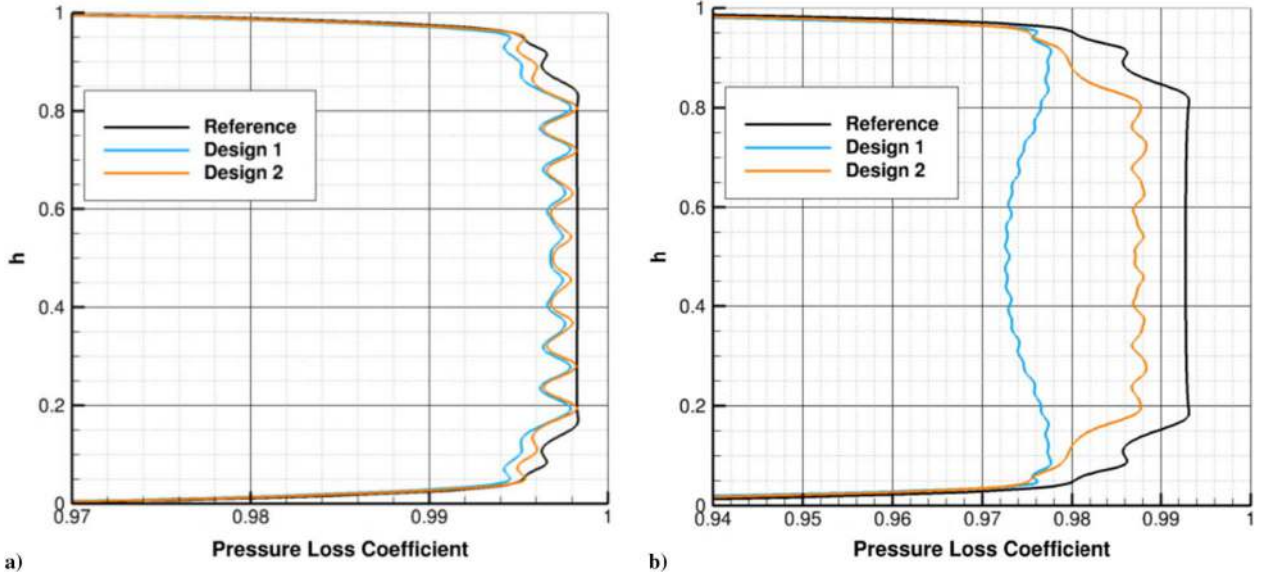 1
0.8
0.6
0.4
0.2
0
h
Reference
Design 1
Design 2
0.97 0.98 0.99 1
Pressure Loss Coefficient
a)
1
0.8
0.6
0.4
0.2
0
h
Reference
Design 1
Design 2
0.94 0.95 0.96 0.97 0.98 0.99 1
Pressure Loss Coefficient
b)